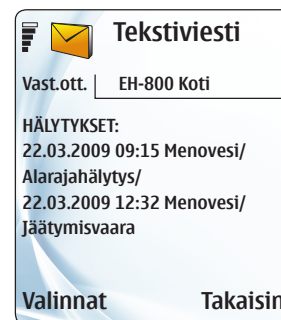 Tekstiviesti
Vast.ott. EH-800 Koti
HÄLYTYKSET:
22.03.2009 09:15 Menovesi/
Alarajahälytys/
22.03.2009 12:32 Menovesi/
Jäätymisvaara
Valinnat Takaisin